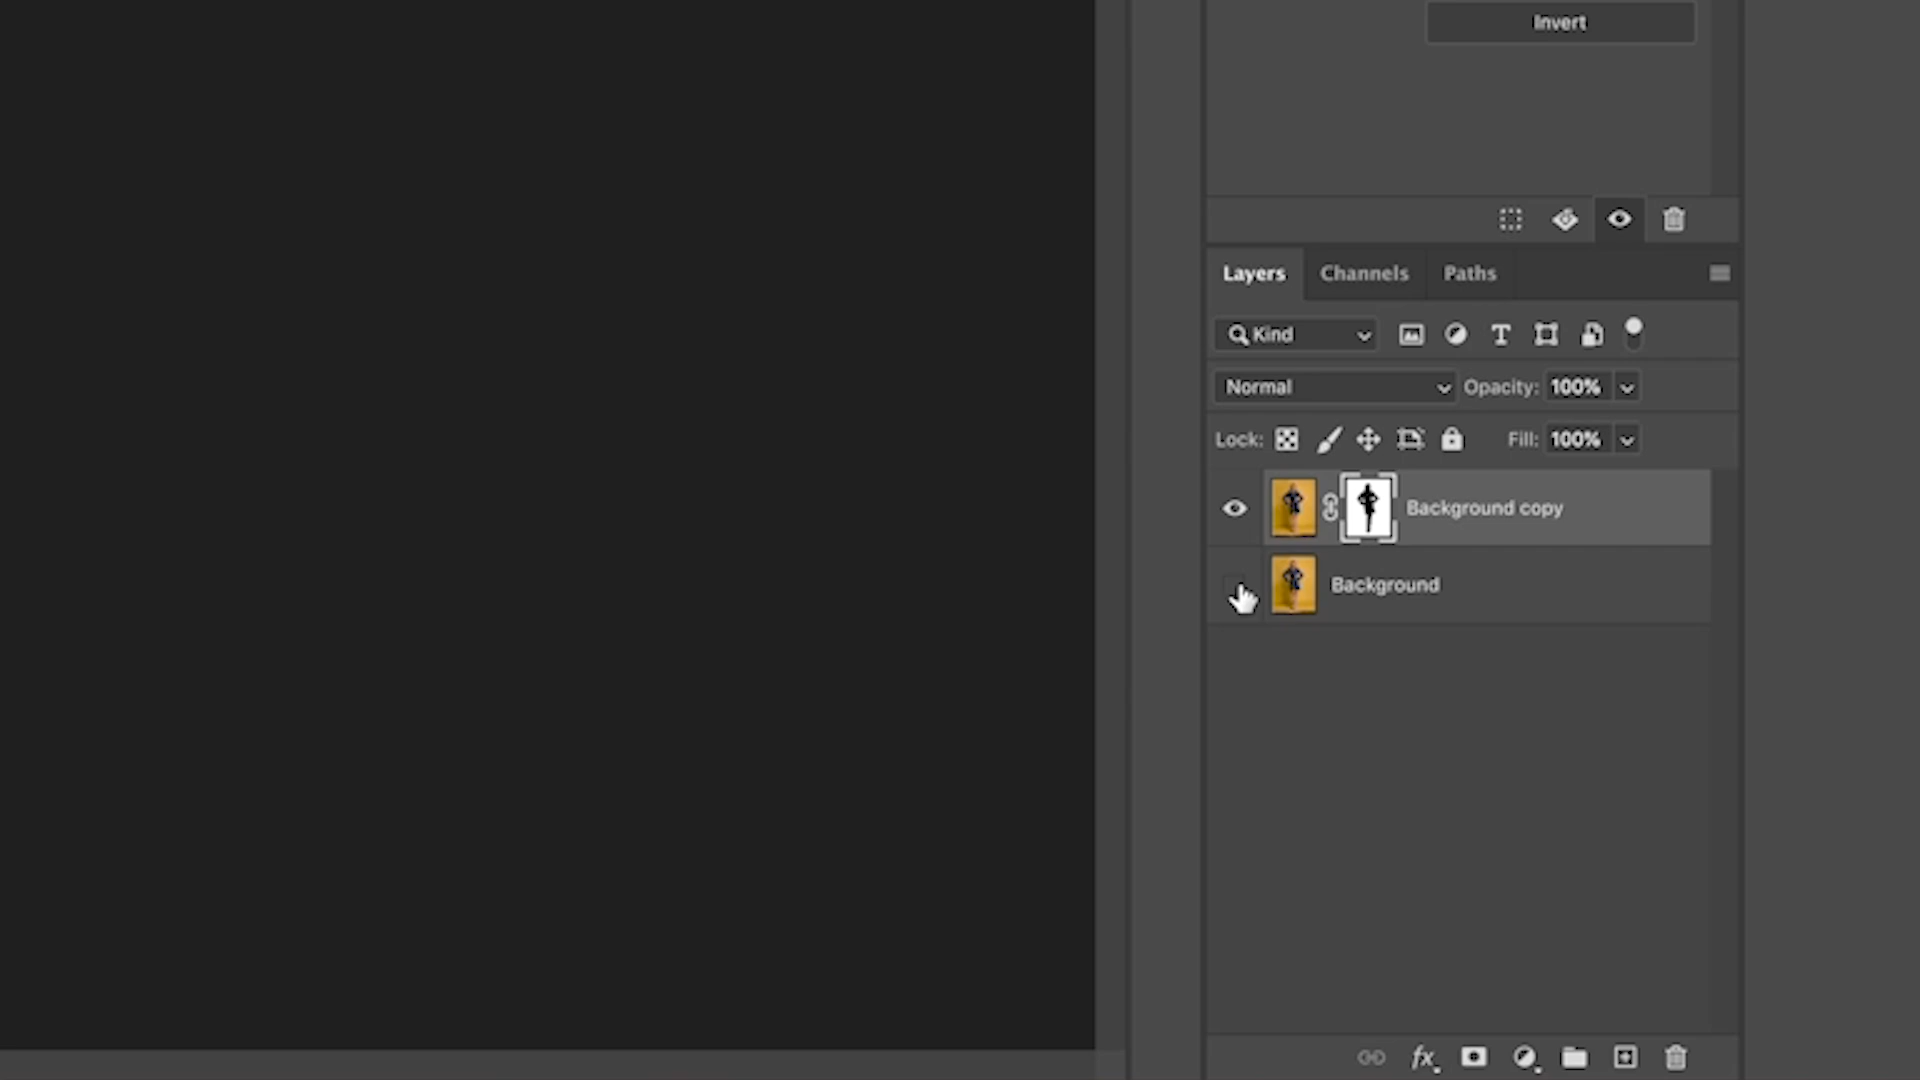 Invert
Layers Channels Paths
Kind
Normal Opacity: 100%
Lock: Fill: 100%
Background copy
Background
fx